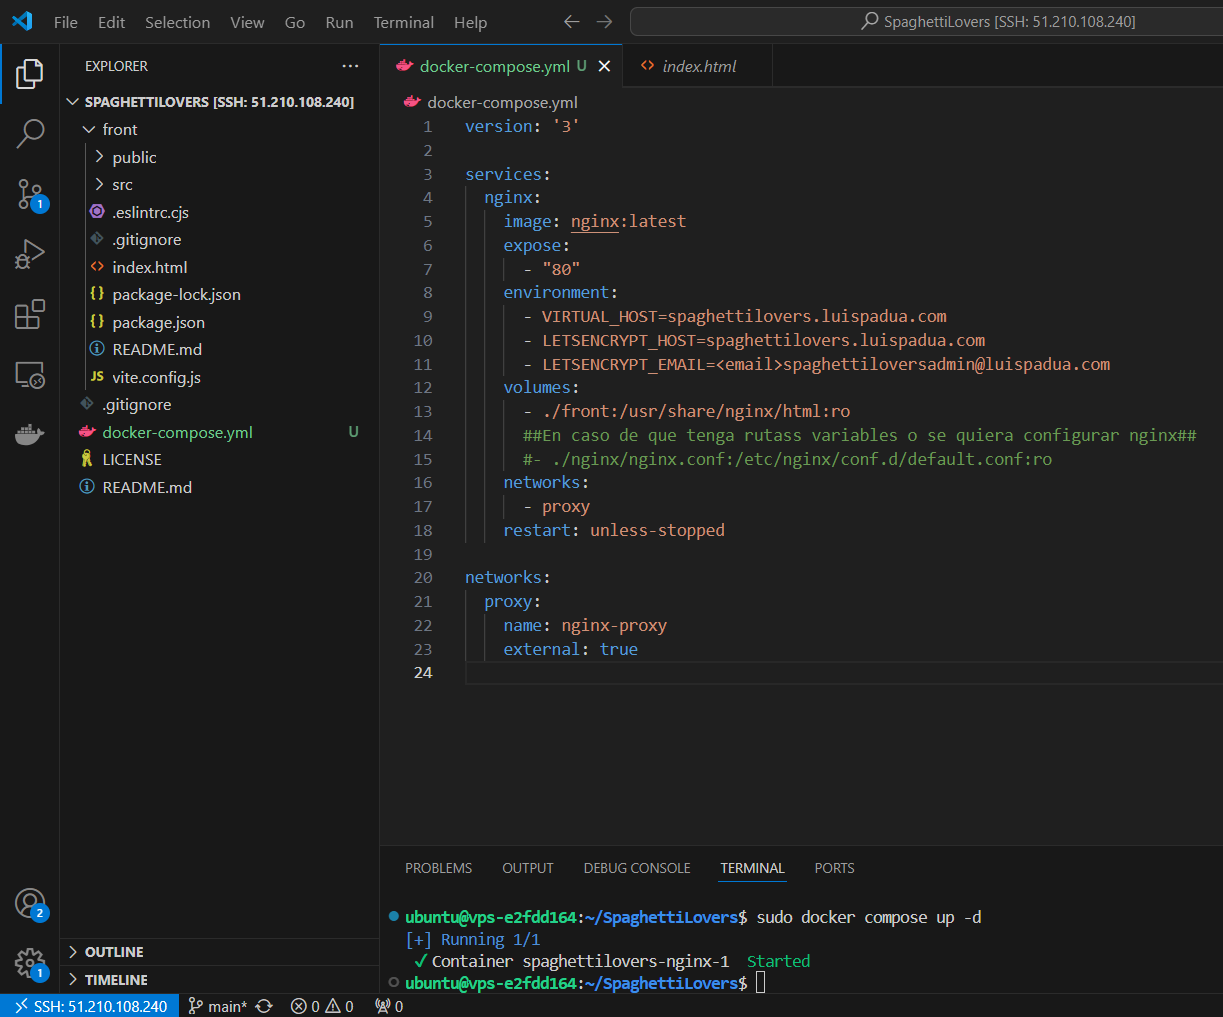 File Edit Selection View Go Run Terminal Help
SpaghettiLovers [SSH: 51.210.108.240]
EXPLORER
SPAGHETTILOVERS [SSH: 51.210.108.240]
front
public
src
.eslintrc.cjs
.gitignore
index.html
package-lock.json
package.json
README.md
JS vite.config.js
.gitignore
docker-compose.yml U
LICENSE
README.md
OUTLINE
TIMELINE
1
2
1
docker-compose.yml U
index.html
docker-compose.yml
1 version: '3'
2
3 services:
4 nginx:
5 image: nginx:latest
6 expose:
7 - "80"
8 environment:
9 - VIRTUAL_HOST=spaghettilovers.luispadua.com
10 - LETSENCRYPT_HOST=spaghettilovers.luispadua.com
11 - LETSENCRYPT_EMAIL=<email>spaghettiloversadmin@luispadua.com
12 volumes:
13 - ./front:/usr/share/nginx/html:ro
14 ##En caso de que tenga rutass variables o se quiera configurar nginx##
15 #- ./nginx/nginx.conf:/etc/nginx/conf.d/default.conf:ro
16 networks:
17 - proxy
18 restart: unless-stopped
19
20 networks:
21 proxy:
22 name: nginx-proxy
23 external: true
24
PROBLEMS OUTPUT DEBUG CONSOLE TERMINAL PORTS
ubuntu@vps-e2fdd164:~/SpaghettiLovers$ sudo docker compose up -d
[+] Running 1/1
✓ Container spaghettilovers-nginx-1 Started
ubuntu@vps-e2fdd164:~/SpaghettiLovers$
SSH: 51.210.108.240 main* 0 0 0